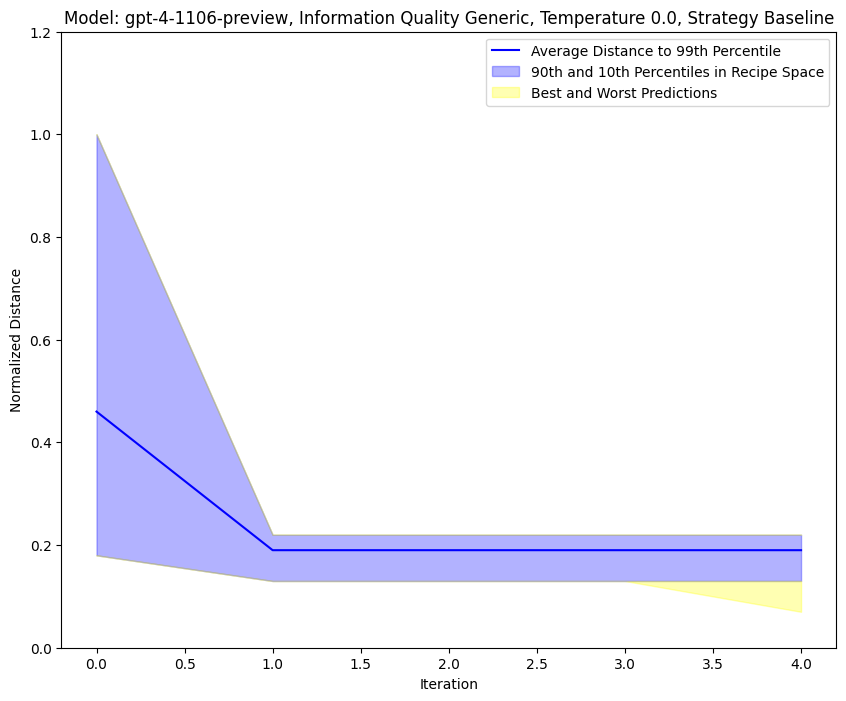 Model: gpt-4-1106-preview, Information Quality Generic, Temperature 0.0, Strategy Baseline
Average Distance to 99th Percentile
90th and 10th Percentiles in Recipe Space
Best and Worst Predictions
Normalized Distance
1.2
1.0
0.8
0.6
0.4
0.2
0.0
0.0 0.5 1.0 1.5 2.0 2.5 3.0 3.5 4.0
Iteration